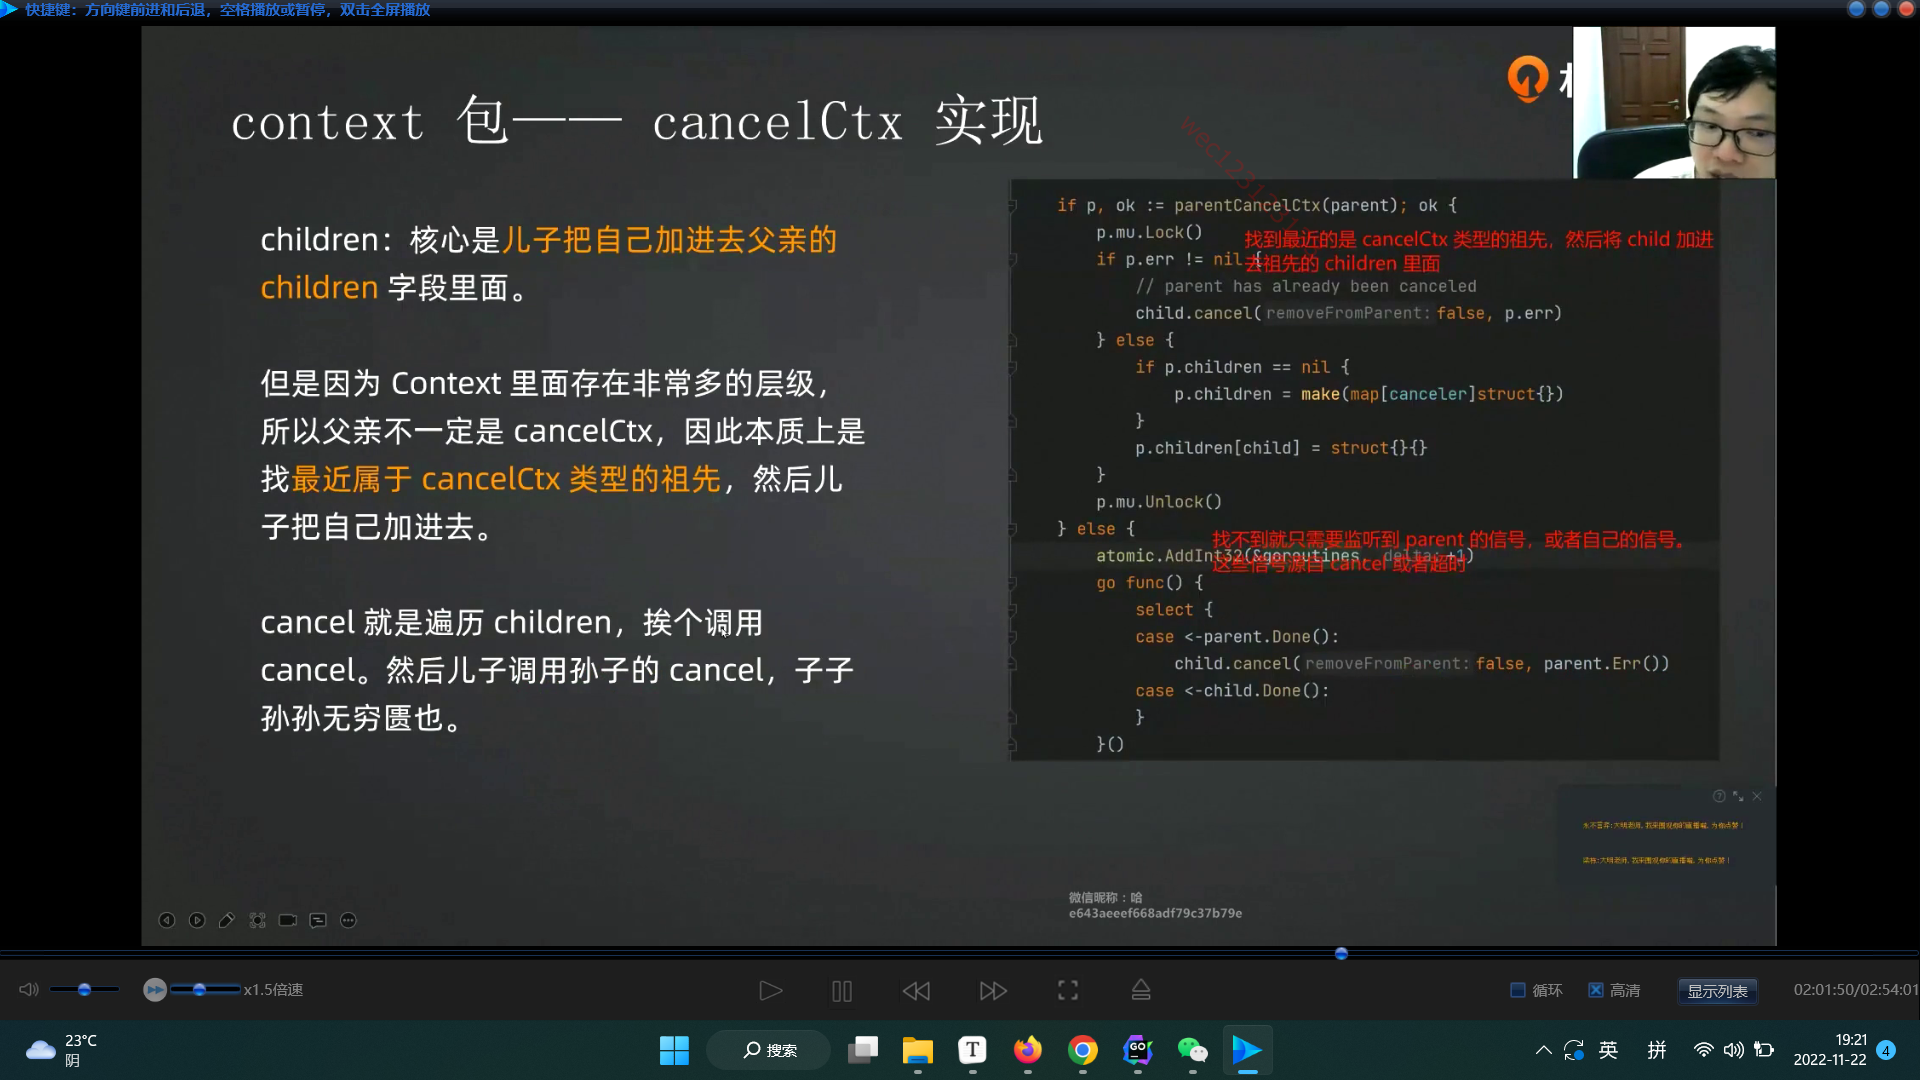 快捷键：方向键前进和后退，空格播放或暂停，双击全屏播放
context 包—— cancelCtx 实现
wec1231231
children：核心是儿子把自己加进去父亲的
children 字段里面。
但是因为 Context 里面存在非常多的层级，
所以父亲不一定是 cancelCtx，因此本质上是
找最近属于 cancelCtx 类型的祖先，然后儿
子把自己加进去。
cancel 就是遍历 children，挨个调用
cancel。然后儿子调用孙子的 cancel，子子
孙孙无穷匮也。
if p, ok := parentCancelCtx(parent); ok {
p.mu.Lock()
找到最近的是 cancelCtx 类型的祖先，然后将 child 加进
去祖先的 children 里面
if p.err != nil {
// parent has already been canceled
child.cancel( removeFromParent: false, p.err)
} else {
if p.children == nil {
p.children = make(map[canceler]struct{})
}
p.children[child] = struct{}{}
}
p.mu.Unlock()
} else {
找不到就只需要监听到 parent 的信号，或者自己的信号。
这些信号源自 cancel 或者超时
atomic.AddInt32(&goroutines, delta: +1)
go func() {
select {
case <-parent.Done():
child.cancel( removeFromParent: false, parent.Err())
case <-child.Done():
}
}()
微信昵称：哈
e643aeeef668adf79c37b79e
x1.5倍速
循环
高清
显示列表
02:01:50/02:54:01
23°C
阴
搜索
T
GO
英
拼
19:21
2022-11-22
4